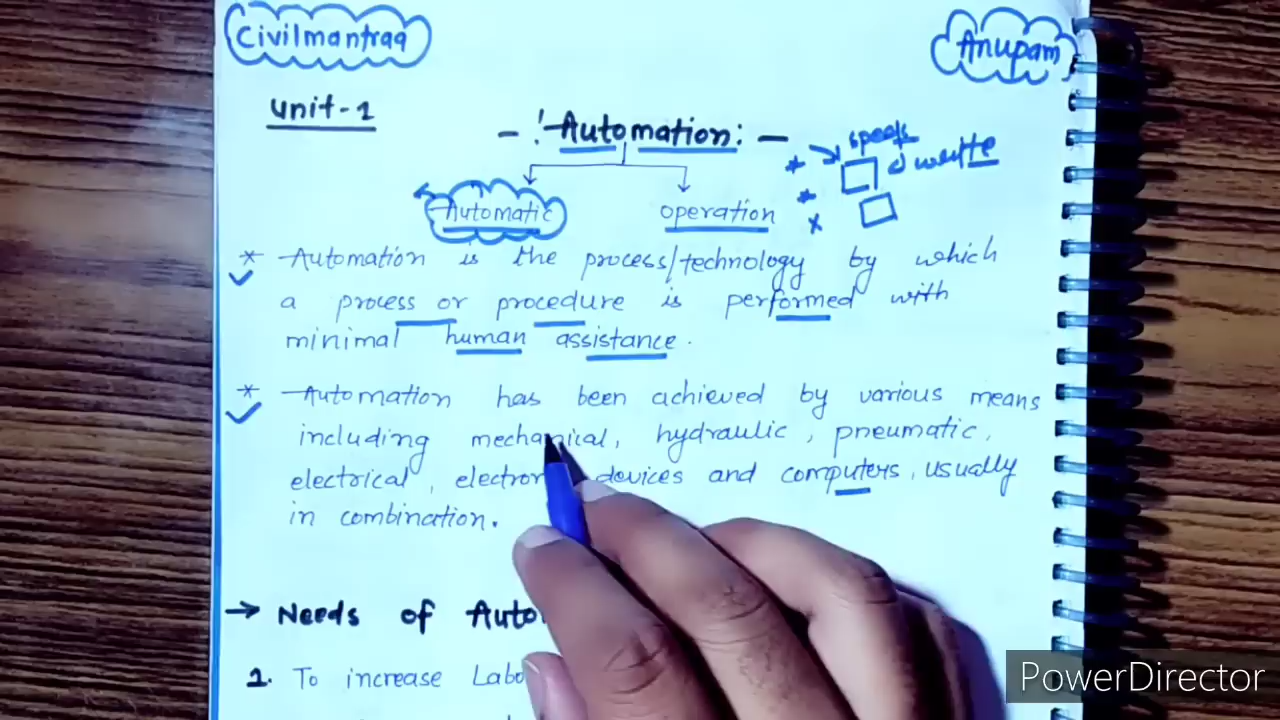 Civilmantraa
Anupam
Unit-1
-: Automation: -
speak
write
Automatic operation
* Automation is the process/technology by which
a process or procedure is performed with
minimal human assistance.
* Automation has been achieved by various means
including mechanical, hydraulic, pneumatic,
electrical, devices and computers, usually
in combination.
→ Needs of
1. To increase
PowerDirector